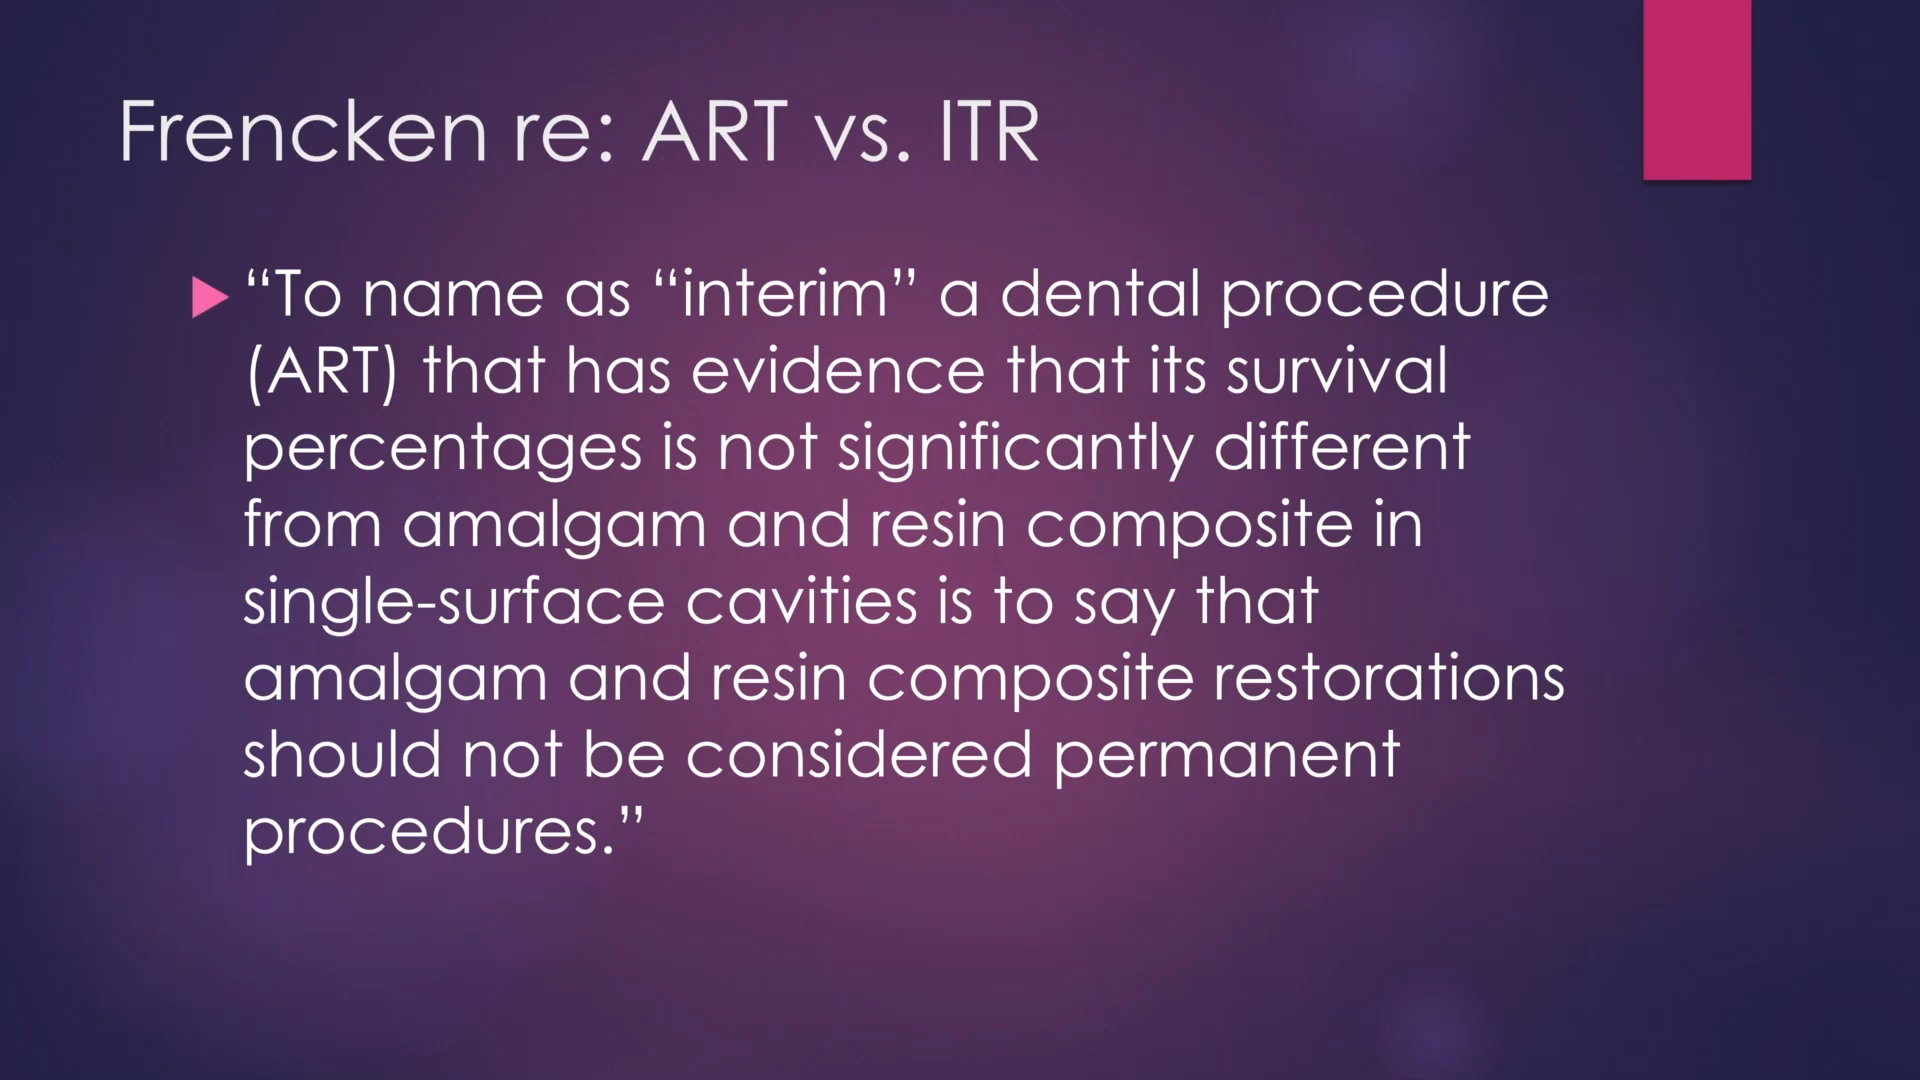 Frencken re: ART vs. ITR
“To name as “interim” a dental procedure
(ART) that has evidence that its survival
percentages is not significantly different
from amalgam and resin composite in
single-surface cavities is to say that
amalgam and resin composite restorations
should not be considered permanent
procedures.”